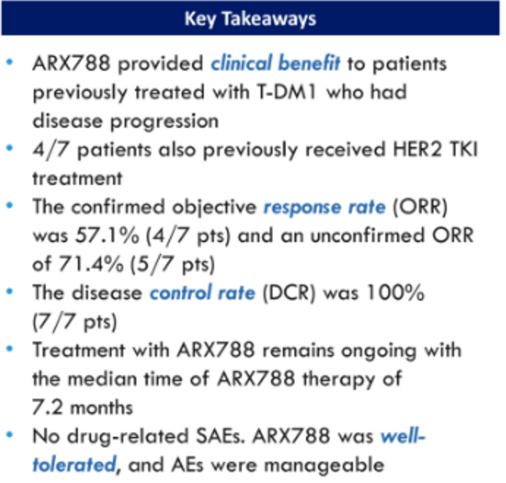 Key Takeaways
• ARX788 provided clinical benefit to patients
previously treated with T-DM1 who had
disease progression
• 4/7 patients also previously received HER2 TKI
treatment
• The confirmed objective response rate (ORR)
was 57.1% (4/7 pts) and an unconfirmed ORR
of 71.4% (5/7 pts)
• The disease control rate (DCR) was 100%
(7/7 pts)
• Treatment with ARX788 remains ongoing with
the median time of ARX788 therapy of
7.2 months
• No drug-related SAEs. ARX788 was well-
tolerated, and AEs were manageable